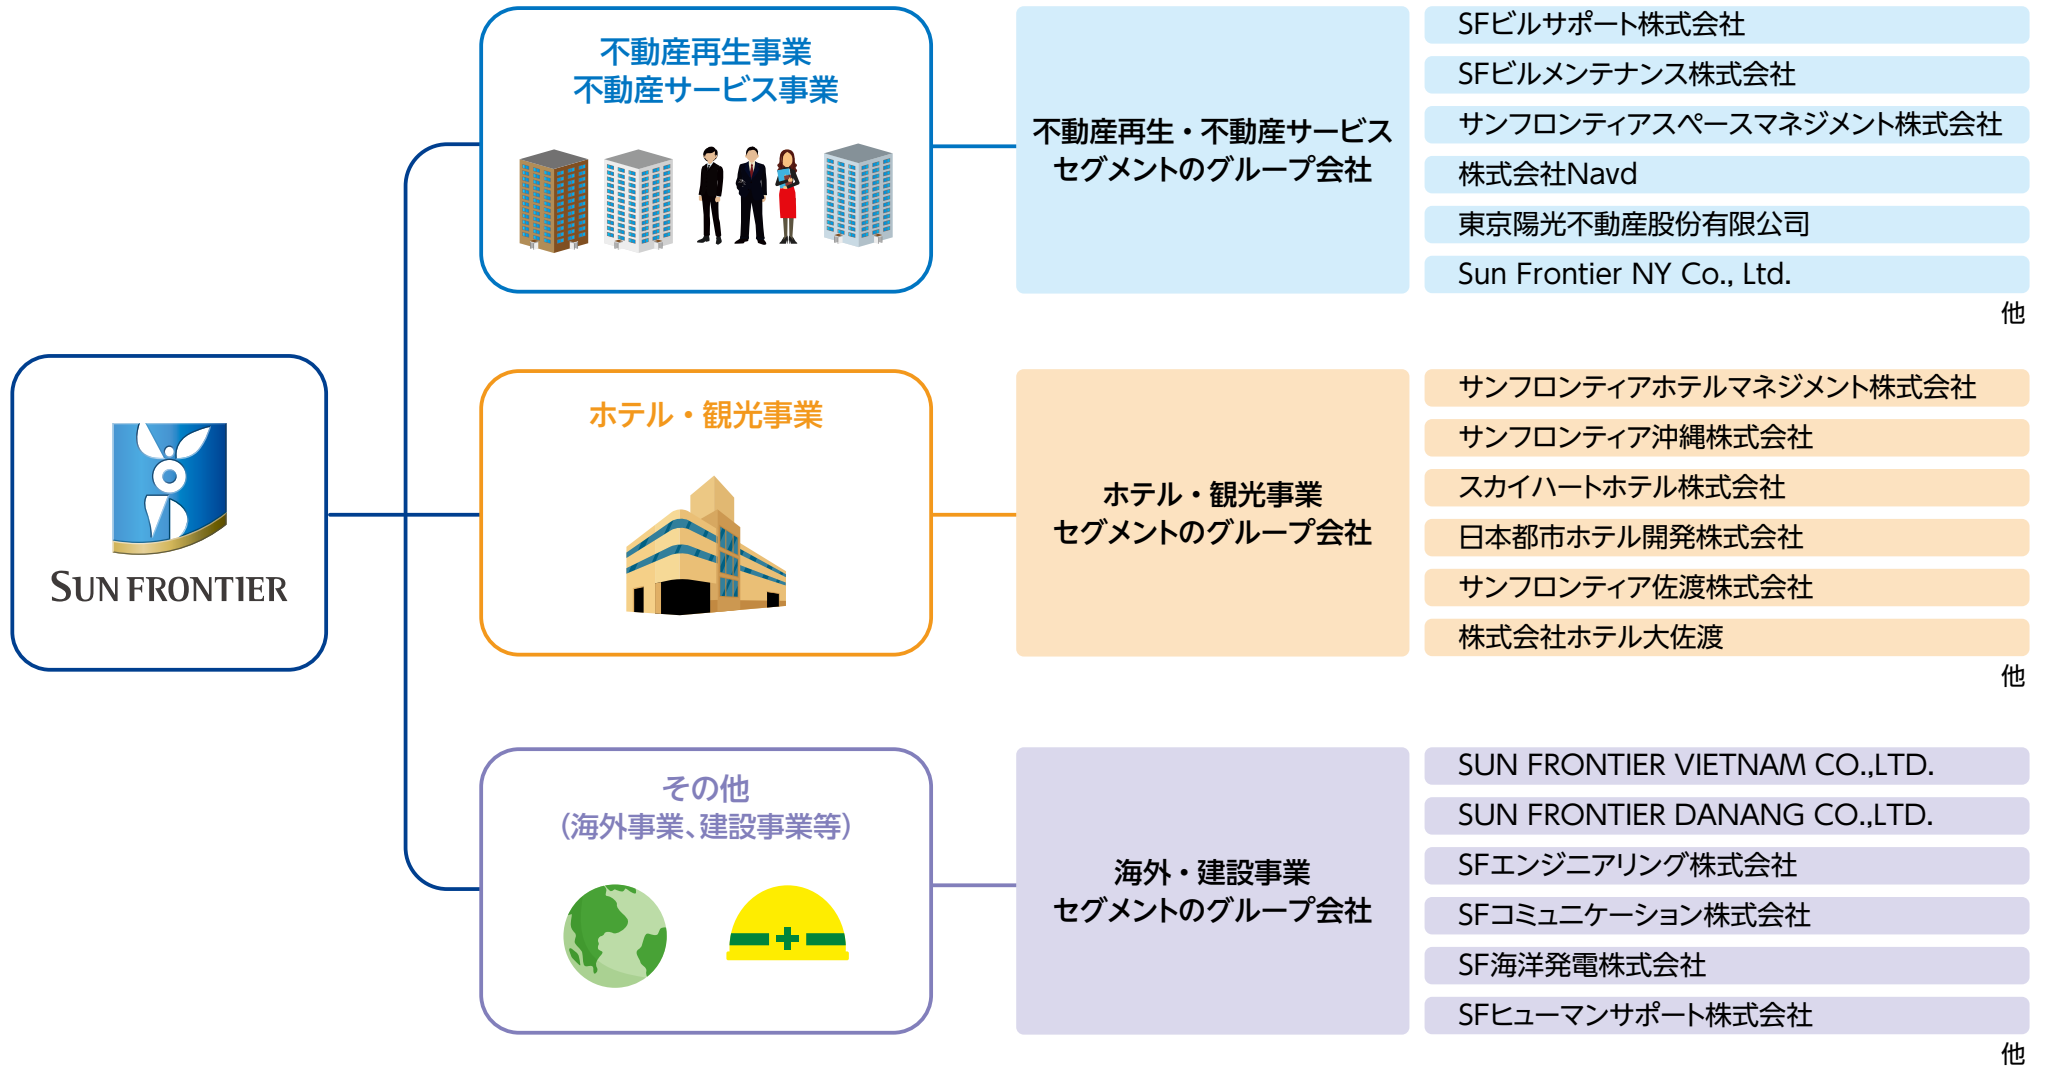 SUN FRONTIER
不動産再生事業
不動産サービス事業
不動産再生・不動産サービス
セグメントのグループ会社
SFビルサポート株式会社
SFビルメンテナンス株式会社
サンフロンティアスペースマネジメント株式会社
株式会社Navd
東京陽光不動産股份有限公司
Sun Frontier NY Co., Ltd.
他
ホテル・観光事業
ホテル・観光事業
セグメントのグループ会社
サンフロンティアホテルマネジメント株式会社
サンフロンティア沖縄株式会社
スカイハートホテル株式会社
日本都市ホテル開発株式会社
サンフロンティア佐渡株式会社
株式会社ホテル大佐渡
他
その他
（海外事業、建設事業等）
海外・建設事業
セグメントのグループ会社
SUN FRONTIER VIETNAM CO.,LTD.
SUN FRONTIER DANANG CO.,LTD.
SFエンジニアリング株式会社
SFコミュニケーション株式会社
SF海洋発電株式会社
SFヒューマンサポート株式会社
他